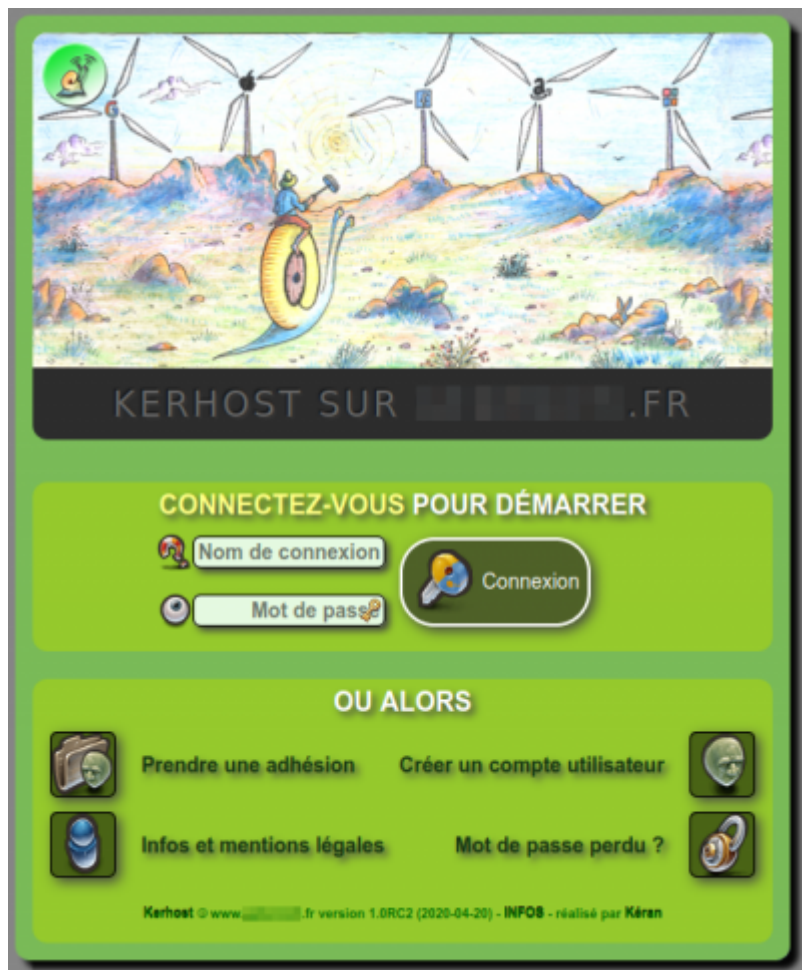 KERHOST SUR .FR
CONNECTEZ-VOUS POUR DÉMARRER
Nom de connexion
Mot de passe
Connexion
OU ALORS
Prendre une adhésion
Créer un compte utilisateur
Infos et mentions légales
Mot de passe perdu ?
Kerhost © www. .fr version 1.0RC2 (2020-04-20) - INFOS - réalisé par Kéran